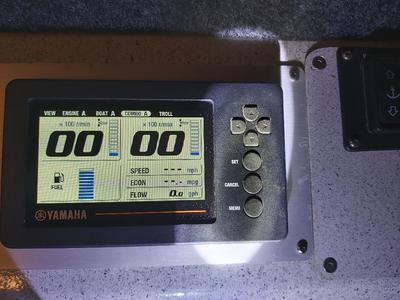 VIEW ENGINE A BOAT A COMBO A TROLL
x 100 r/min x 100 r/min
00 00
SPEED --- mph
FUEL ECON --.- mpg
FLOW 0.0 gph
YAMAHA
SET
CANCEL
MENU